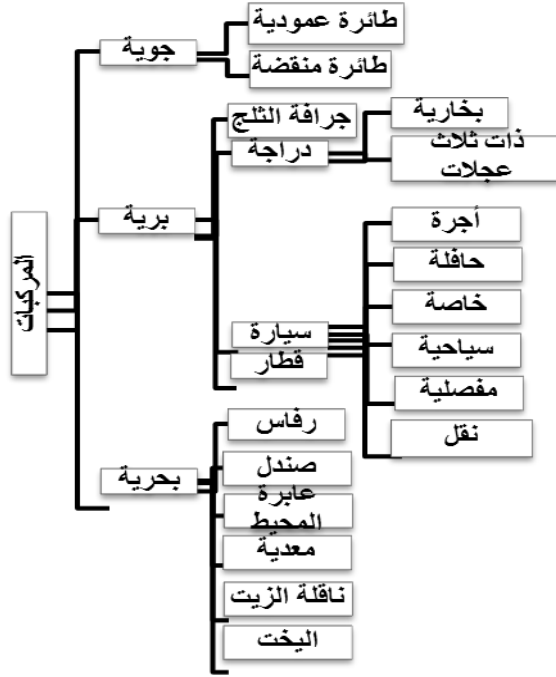 المركبات
جوية
طائرة عمودية
طائرة منقضة
برية
جرافة الثلج
دراجة
بخارية
ذات ثلاث
عجلات
سيارة
أجرة
حافلة
خاصة
سياحية
مفصلية
نقل
قطار
بحرية
رفاس
صندل
عابرة
المحيط
معدية
ناقلة الزيت
اليخت